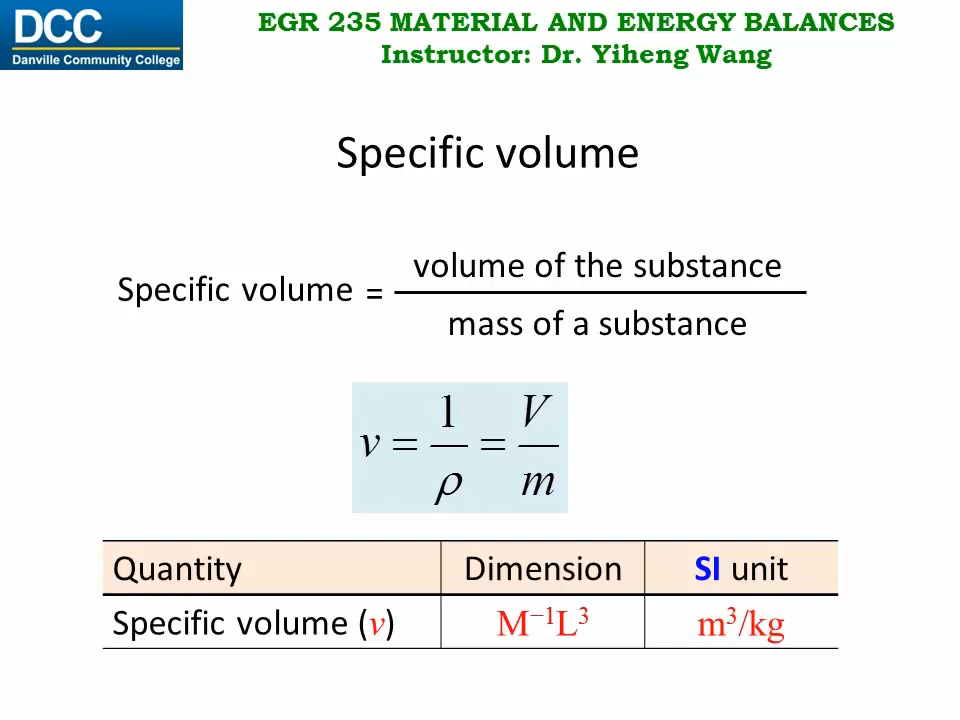 DCC
Danville Community College
EGR 235 MATERIAL AND ENERGY BALANCES
Instructor: Dr. Yiheng Wang
Specific volume
Specific volume = volume of the substance / mass of a substance
v = 1/ρ = V/m
Quantity Dimension SI unit
Specific volume (v) M⁻¹L³ m³/kg